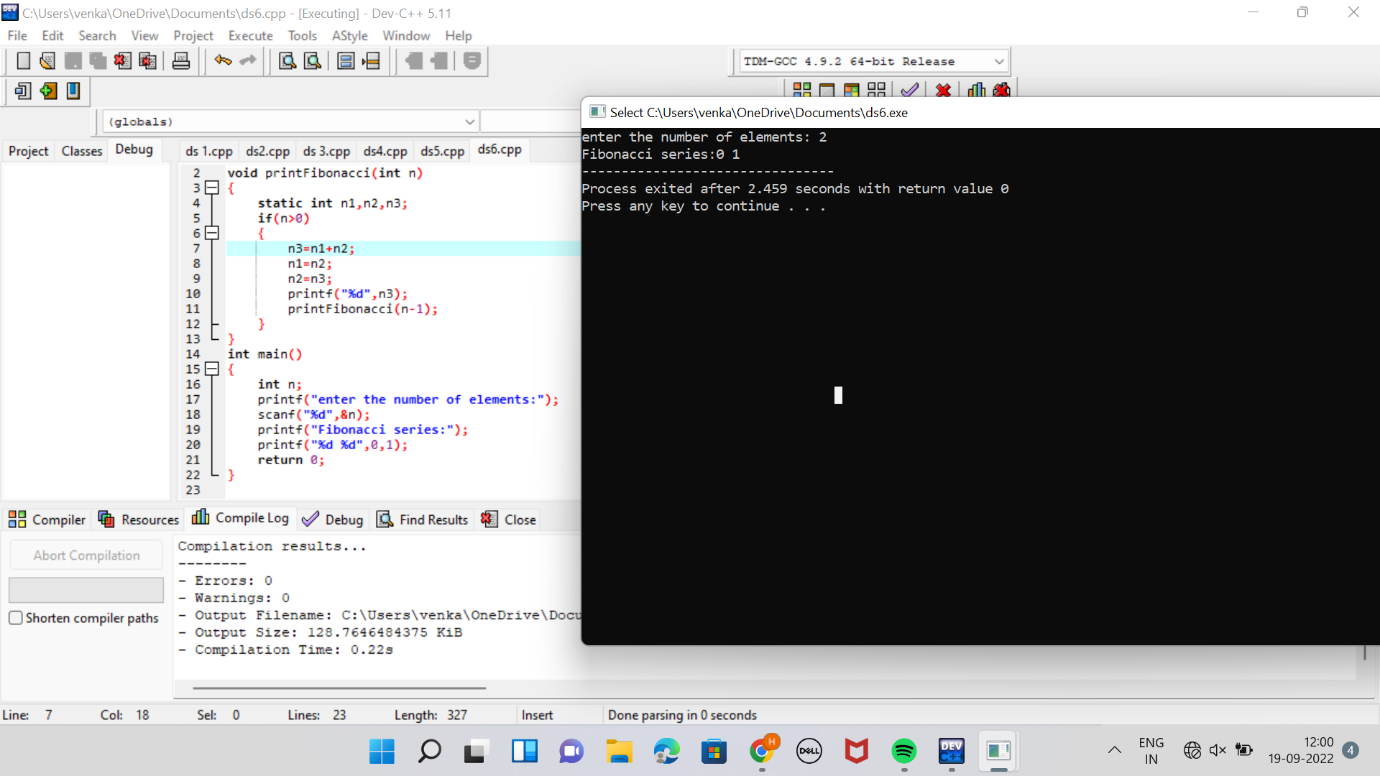 C:\Users\venka\OneDrive\Documents\ds6.cpp - [Executing] - Dev-C++ 5.11
File Edit Search View Project Execute Tools AStyle Window Help
TDM-GCC 4.9.2 64-bit Release
(globals)
Project Classes Debug
ds 1.cpp ds2.cpp ds 3.cpp ds4.cpp ds5.cpp ds6.cpp
2 void printFibonacci(int n)
3 {
4 static int n1,n2,n3;
5 if(n>0)
6 {
7 n3=n1+n2;
8 n1=n2;
9 n2=n3;
10 printf("%d",n3);
11 printFibonacci(n-1);
12 }
13 }
14 int main()
15 {
16 int n;
17 printf("enter the number of elements:");
18 scanf("%d",&n);
19 printf("Fibonacci series:");
20 printf("%d %d",0,1);
21 return 0;
22 }
23
Select C:\Users\venka\OneDrive\Documents\ds6.exe
enter the number of elements: 2
Fibonacci series:0 1
--------------------------------
Process exited after 2.459 seconds with return value 0
Press any key to continue . . .
Compiler Resources Compile Log Debug Find Results Close
Abort Compilation
Shorten compiler paths
Compilation results...
--------
- Errors: 0
- Warnings: 0
- Output Filename: C:\Users\venka\OneDrive\Docu
- Output Size: 128.7646484375 KiB
- Compilation Time: 0.22s
Line: 7 Col: 18 Sel: 0 Lines: 23 Length: 327 Insert Done parsing in 0 seconds
H
DELL
DEV
ENG
IN
12:00
19-09-2022
4